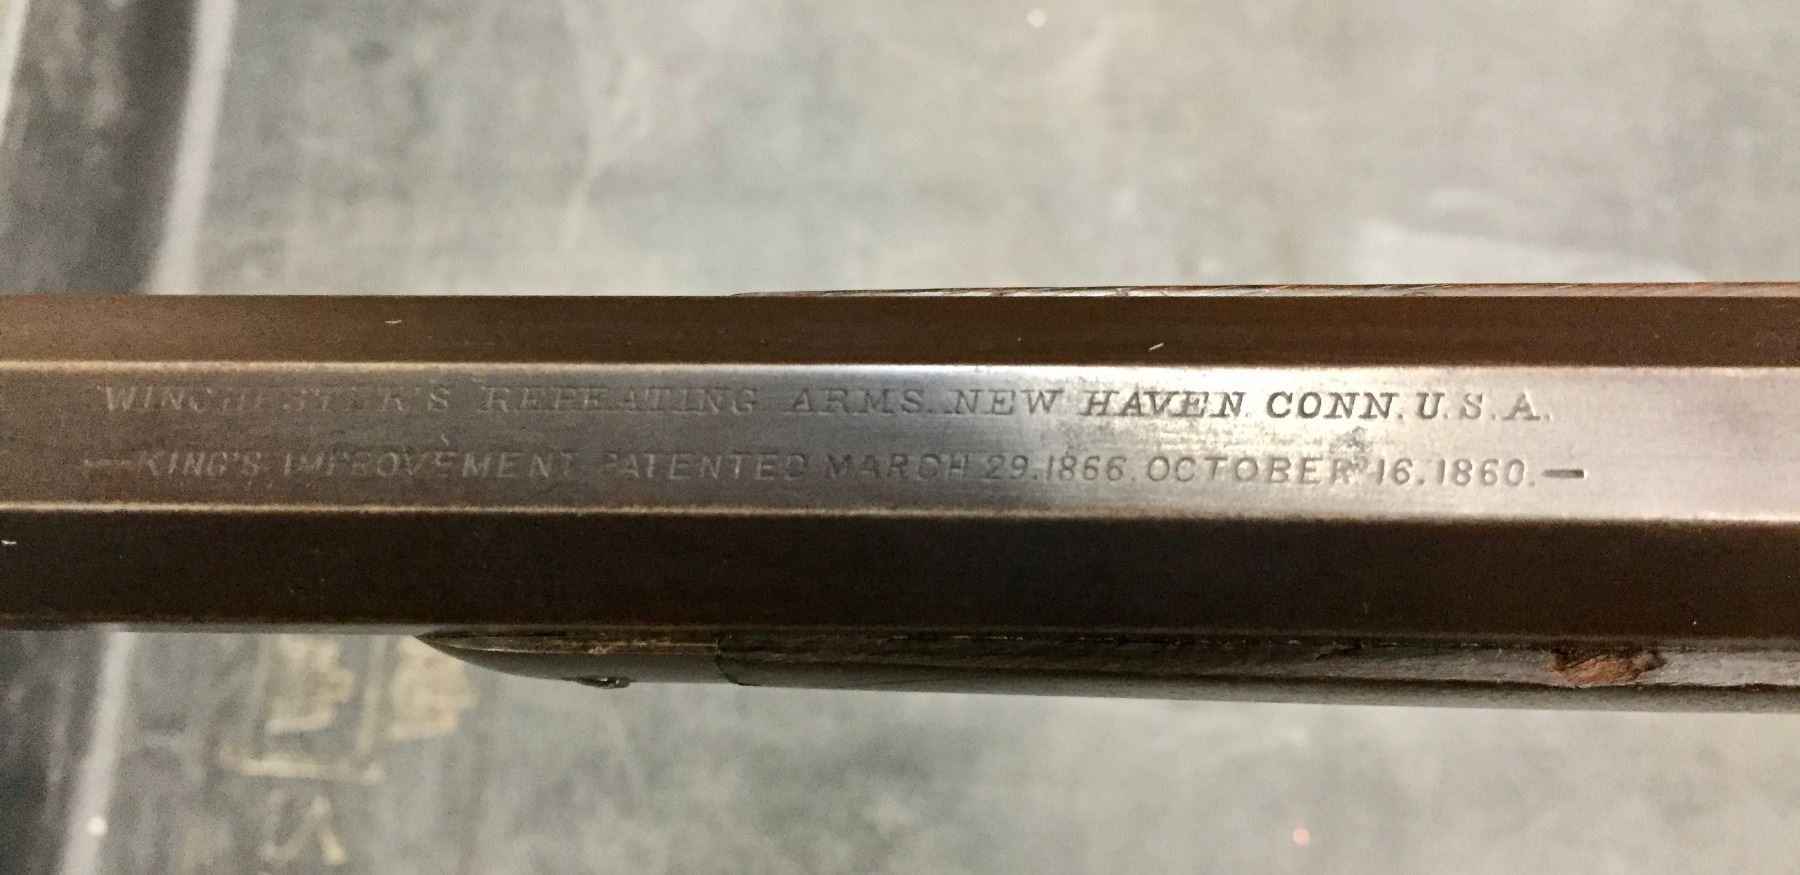 WINCHESTER'S REPEATING ARMS. NEW HAVEN. CONN. U.S.A.
—KING'S IMPROVEMENT PATENTED MARCH 29.1866. OCTOBER 16.1860.—